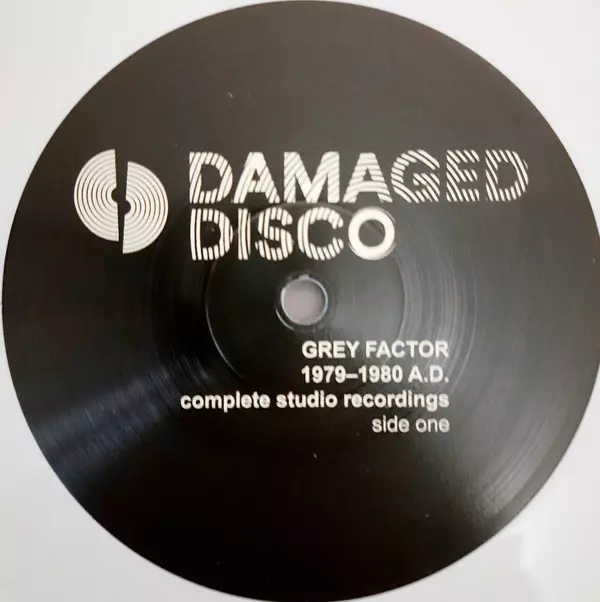 DAMAGED
DISCO
GREY FACTOR
1979–1980 A.D.
complete studio recordings
side one